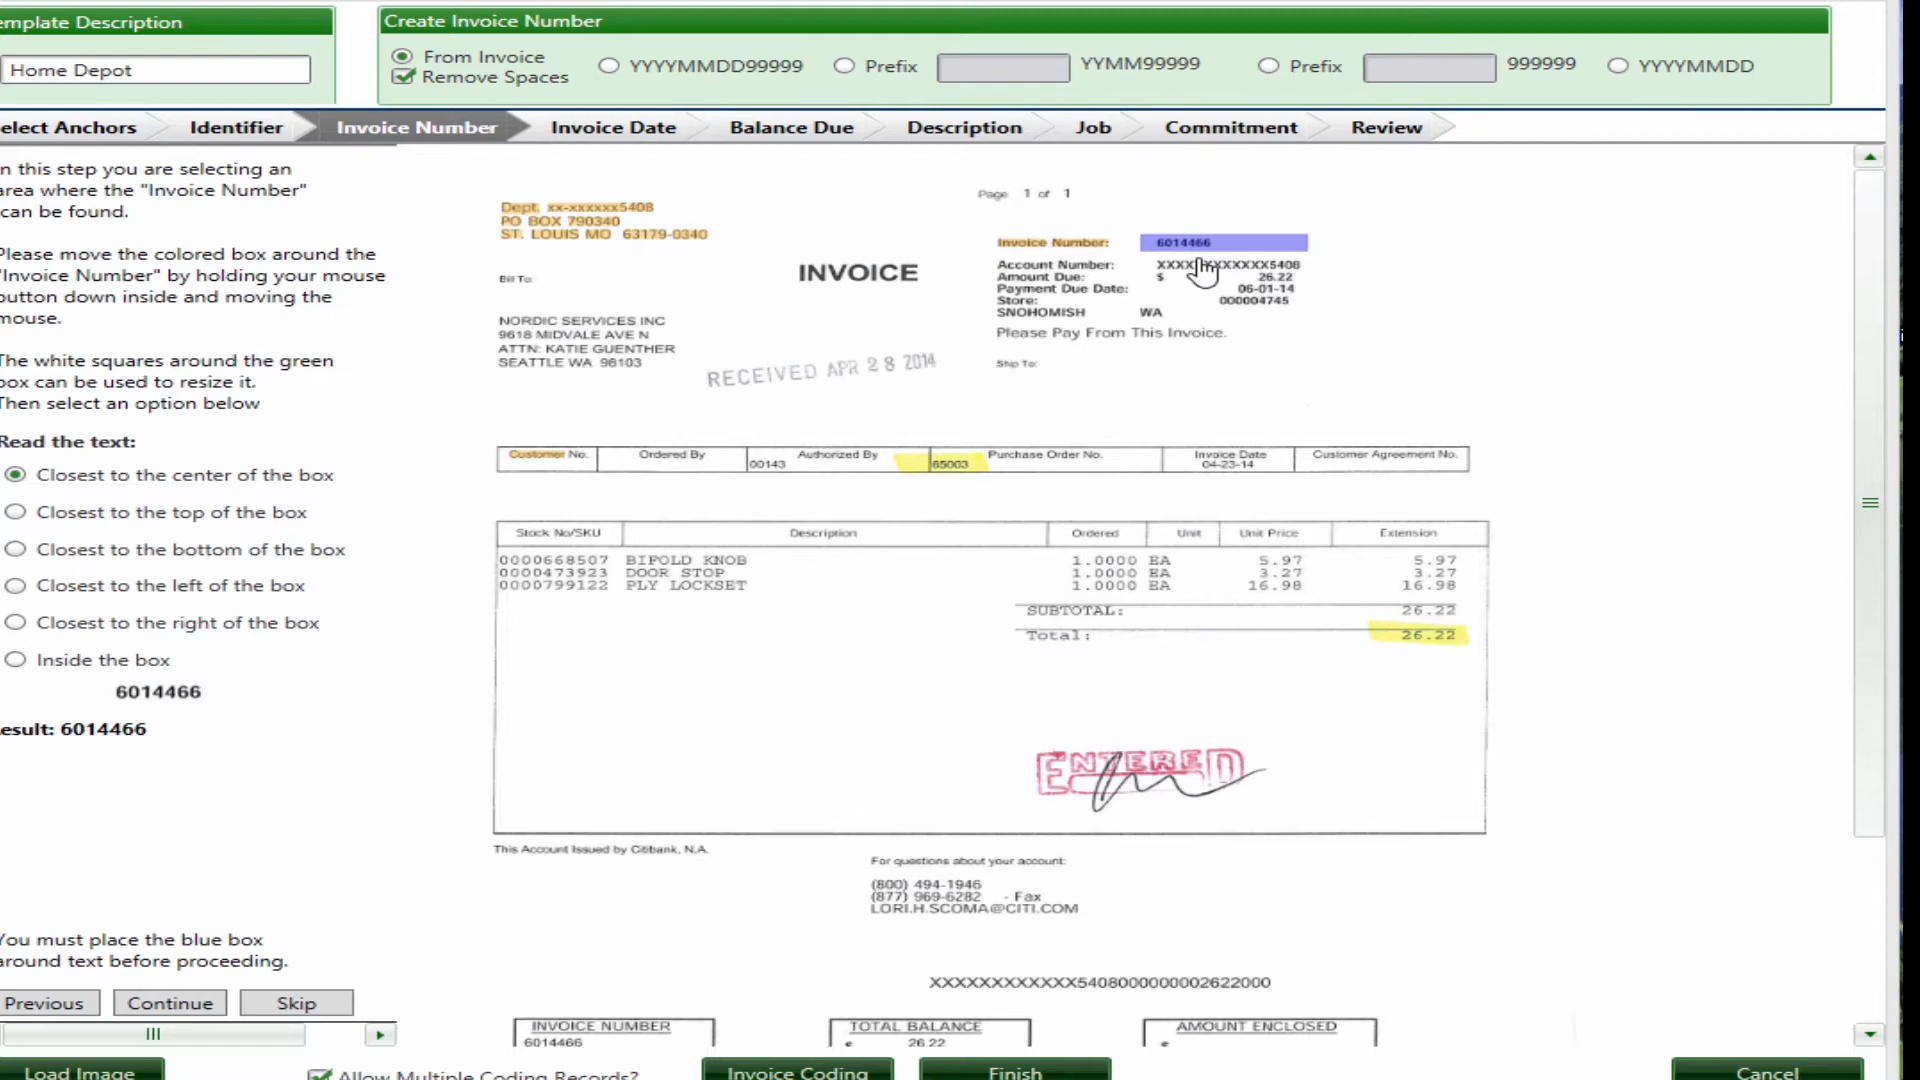 emplate Description
Home Depot
Create Invoice Number
From Invoice
Remove Spaces
YYYYMMDD99999
Prefix
YYMM99999
Prefix
999999
YYYYMMDD
elect Anchors
Identifier
Invoice Number
Invoice Date
Balance Due
Description
Job
Commitment
Review
n this step you are selecting an
area where the "Invoice Number"
can be found.
Please move the colored box around the
"Invoice Number" by holding your mouse
button down inside and moving the
mouse.
The white squares around the green
box can be used to resize it.
Then select an option below
Read the text:
Closest to the center of the box
Closest to the top of the box
Closest to the bottom of the box
Closest to the left of the box
Closest to the right of the box
Inside the box
6014466
esult: 6014466
You must place the blue box
around text before proceeding.
Previous
Continue
Skip
Page 1 of 1
Dept. xx-xxxxxx5408
PO BOX 790340
ST. LOUIS MO 63179-0340
Bill To:
INVOICE
Invoice Number: 6014466
Account Number: XXXX XXXXXX5408
Amount Due: $ 26.22
Payment Due Date: 06-01-14
Store: 000004745
SNOHOMISH WA
Please Pay From This Invoice.
NORDIC SERVICES INC
9618 MIDVALE AVE N
ATTN: KATIE GUENTHER
SEATTLE WA 98103
RECEIVED APR 28 2014
Ship To:
Customer No.
Ordered By
Authorized By
00143
Purchase Order No.
65003
Invoice Date
04-23-14
Customer Agreement No.
Stock No/SKU Description Ordered Unit Unit Price Extension
0000668507 BIFOLD KNOB 1.0000 EA 5.97 5.97
0000473923 DOOR STOP 1.0000 EA 3.27 3.27
0000799122 PLY LOCKSET 1.0000 EA 16.98 16.98
SUBTOTAL: 26.22
Total: 26.22
ENTERED
This Account Issued by Citibank, N.A.
For questions about your account:
(800) 494-1946
(877) 969-6282 - Fax
LORI.H.SCOMA@CITI.COM
XXXXXXXXXXXX5408000000002622000
INVOICE NUMBER
6014466
TOTAL BALANCE
26.22
AMOUNT ENCLOSED
Load Image
Allow Multiple Coding Records?
Invoice Coding
Finish
Cancel